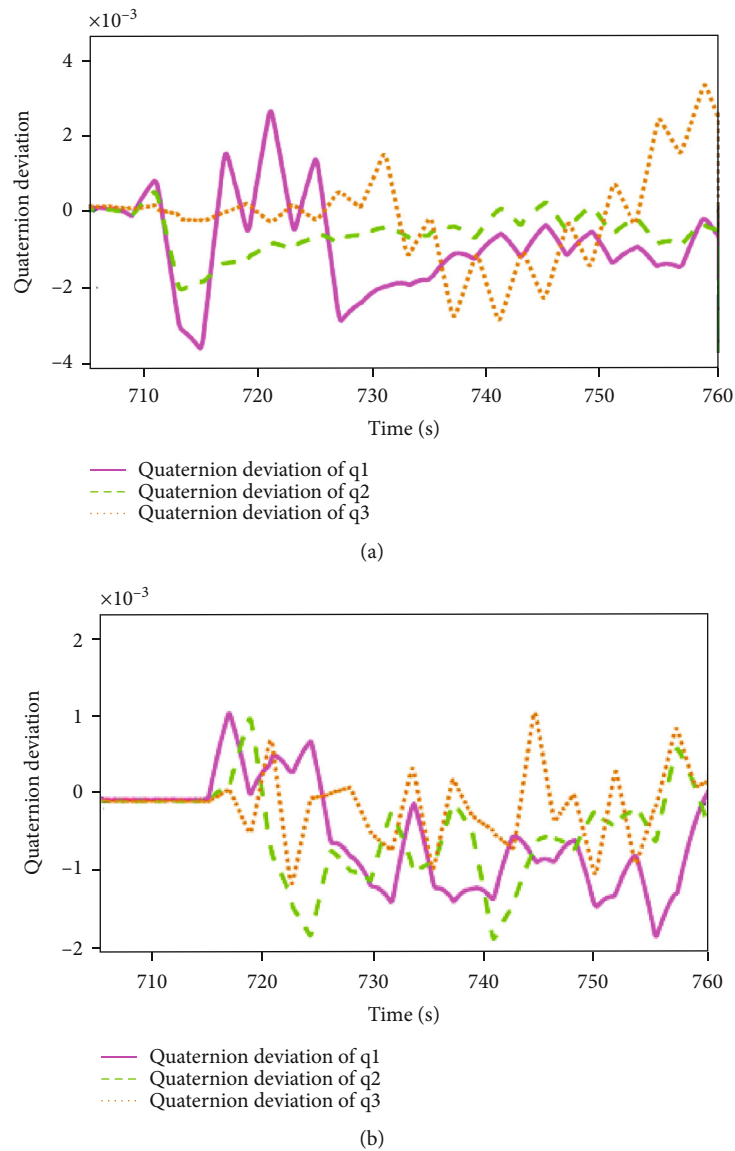 ×10⁻³
4
2
0
−2
−4
Quaternion deviation
710 720 730 740 750 760
Time (s)
Quaternion deviation of q1
Quaternion deviation of q2
Quaternion deviation of q3
(a)
×10⁻³
2
1
0
−1
−2
Quaternion deviation
710 720 730 740 750 760
Time (s)
Quaternion deviation of q1
Quaternion deviation of q2
Quaternion deviation of q3
(b)